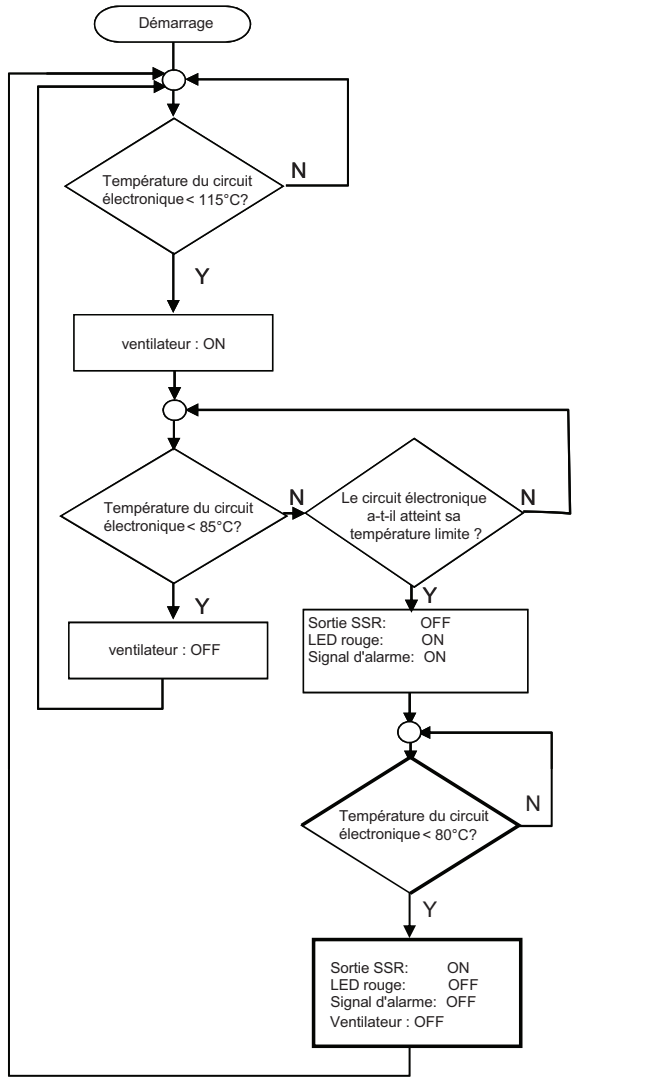 Démarrage
Température du circuit
électronique < 115°C?
N
Y
ventilateur : ON
Température du circuit
électronique < 85°C?
N
Le circuit électronique
a-t-il atteint sa
température limite ?
N
Y
Y
ventilateur : OFF
Sortie SSR: OFF
LED rouge: ON
Signal d'alarme: ON
Température du circuit
électronique < 80°C?
N
Y
Sortie SSR: ON
LED rouge: OFF
Signal d'alarme: OFF
Ventilateur : OFF